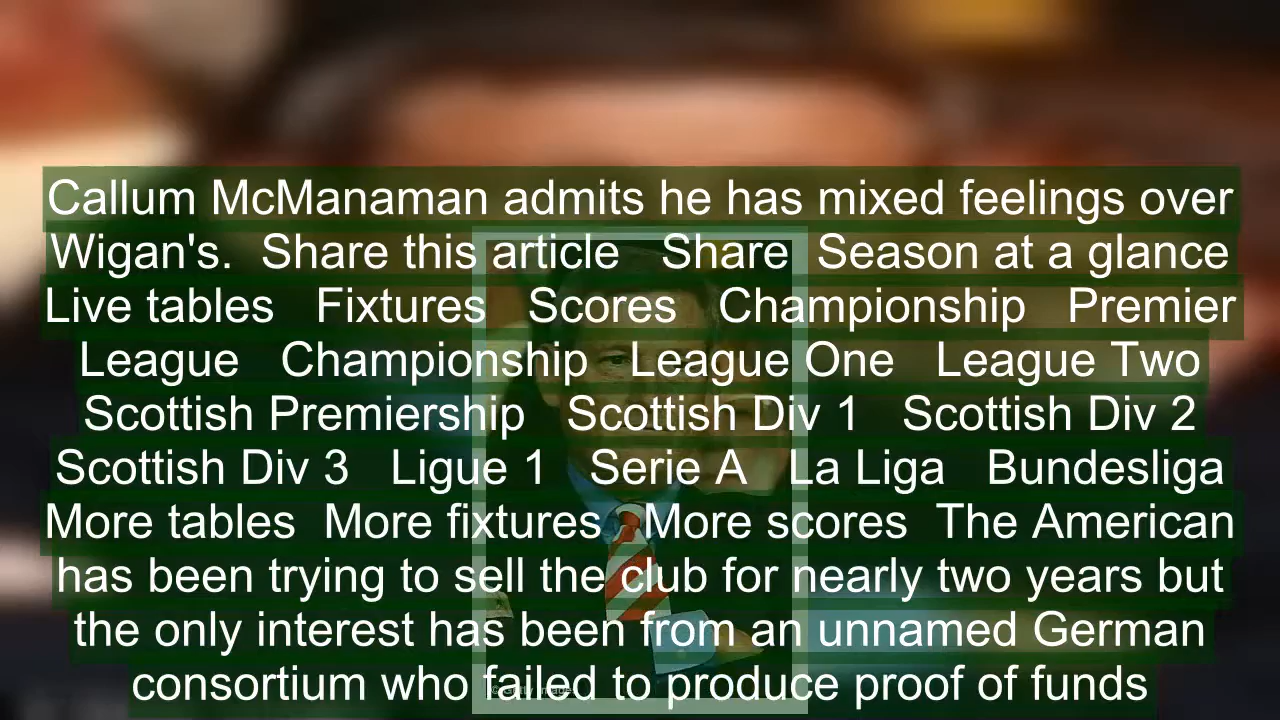 Callum McManaman admits he has mixed feelings over
Wigan's. Share this article Share Season at a glance
Live tables Fixtures Scores Championship Premier
League Championship League One League Two
Scottish Premiership Scottish Div 1 Scottish Div 2
Scottish Div 3 Ligue 1 Serie A La Liga Bundesliga
More tables More fixtures More scores The American
has been trying to sell the club for nearly two years but
the only interest has been from an unnamed German
consortium who failed to produce proof of funds